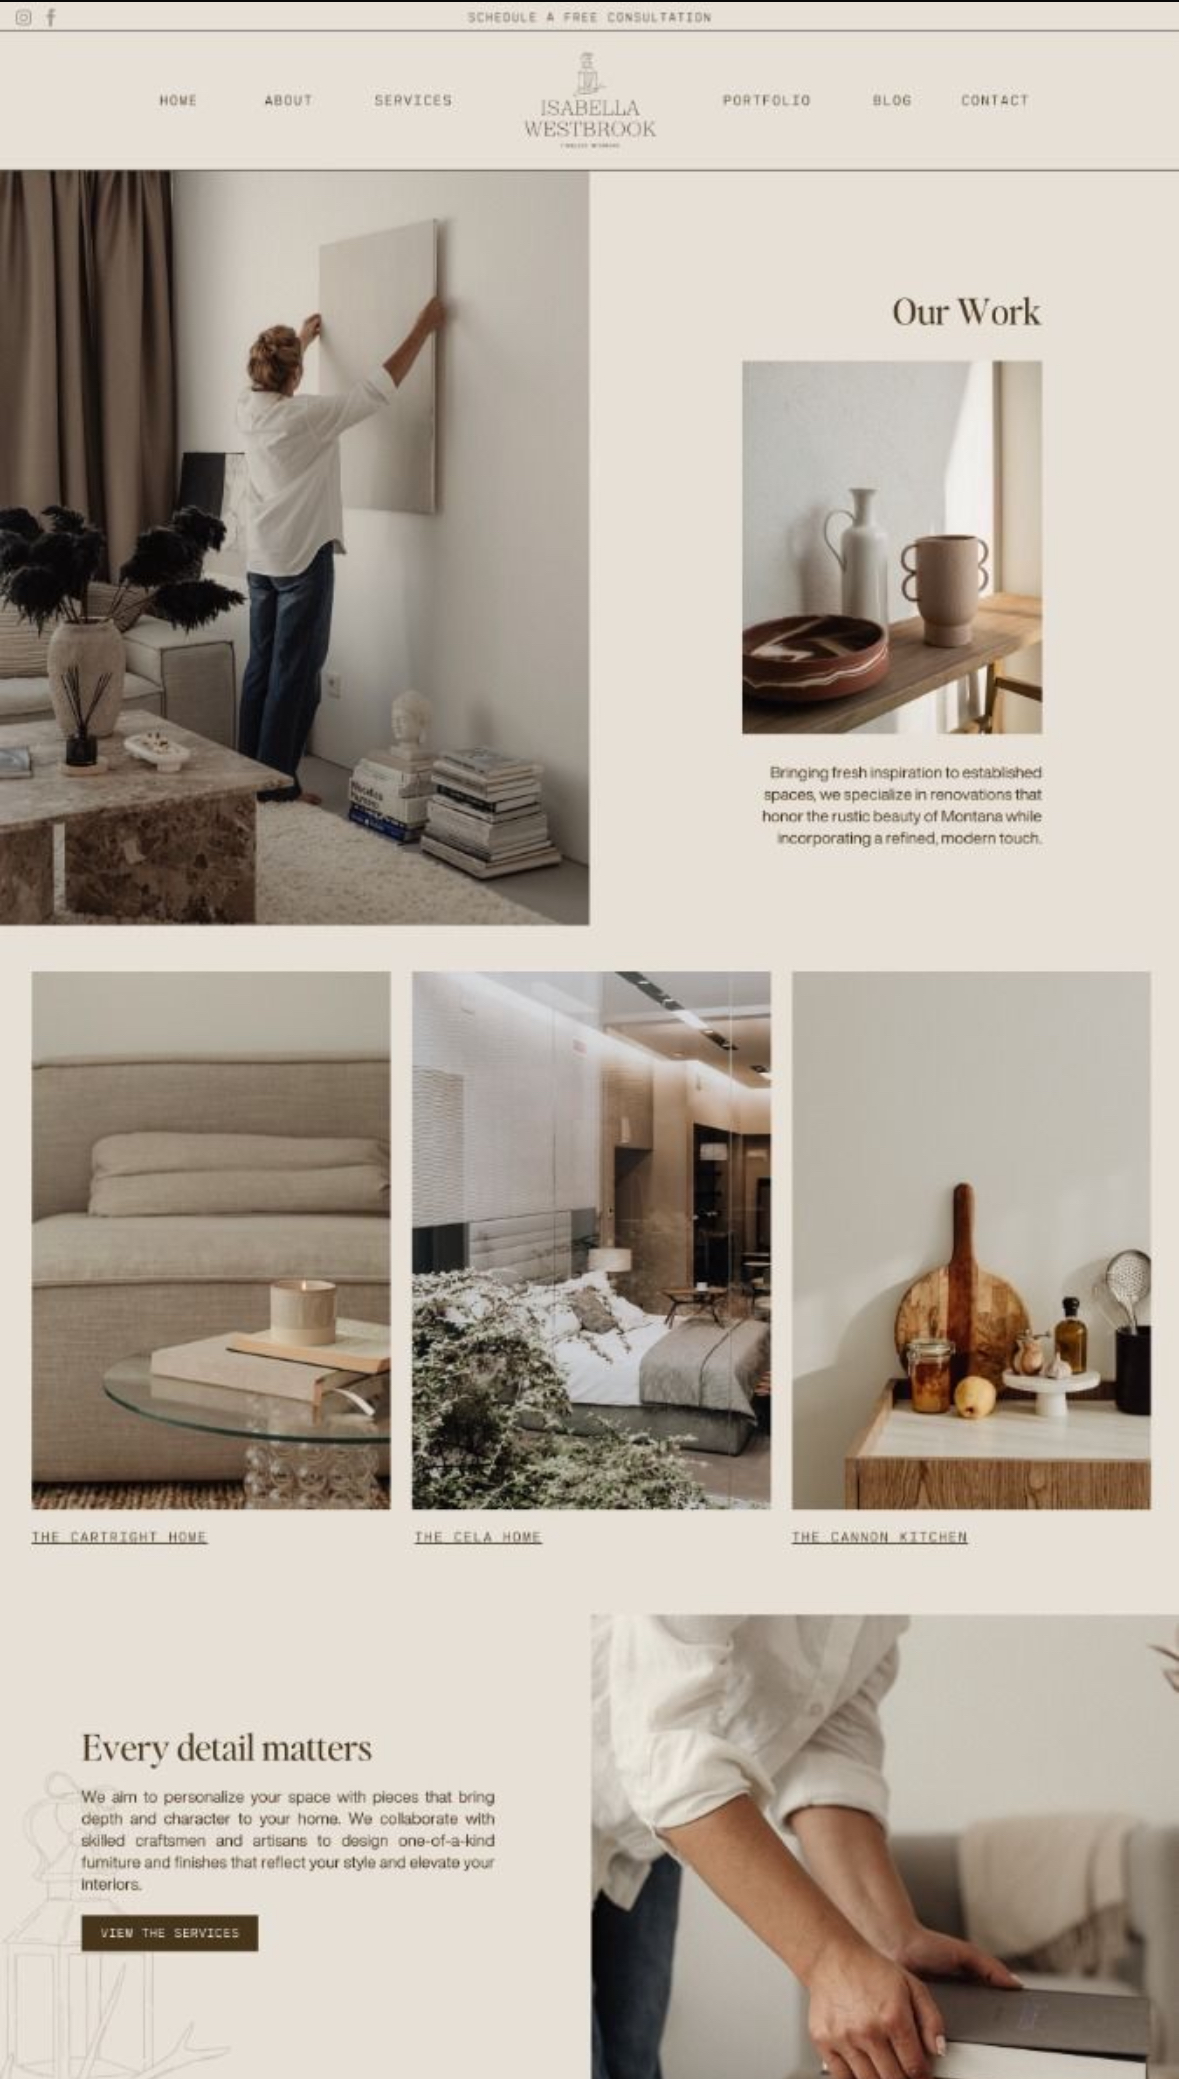 SCHEDULE A FREE CONSULTATION
HOME
ABOUT
SERVICES
ISABELLA
WESTBROOK
PORTFOLIO
BLOG
CONTACT
Our Work
Bringing fresh inspiration to established
spaces, we specialize in renovations that
honor the rustic beauty of Montana while
incorporating a refined, modern touch.
THE CARTRIGHT HOME
THE CELA HOME
THE CANNON KITCHEN
Every detail matters
We aim to personalize your space with pieces that bring
depth and character to your home. We collaborate with
skilled craftsmen and artisans to design one-of-a-kind
furniture and finishes that reflect your style and elevate your
interiors.
VIEW THE SERVICES